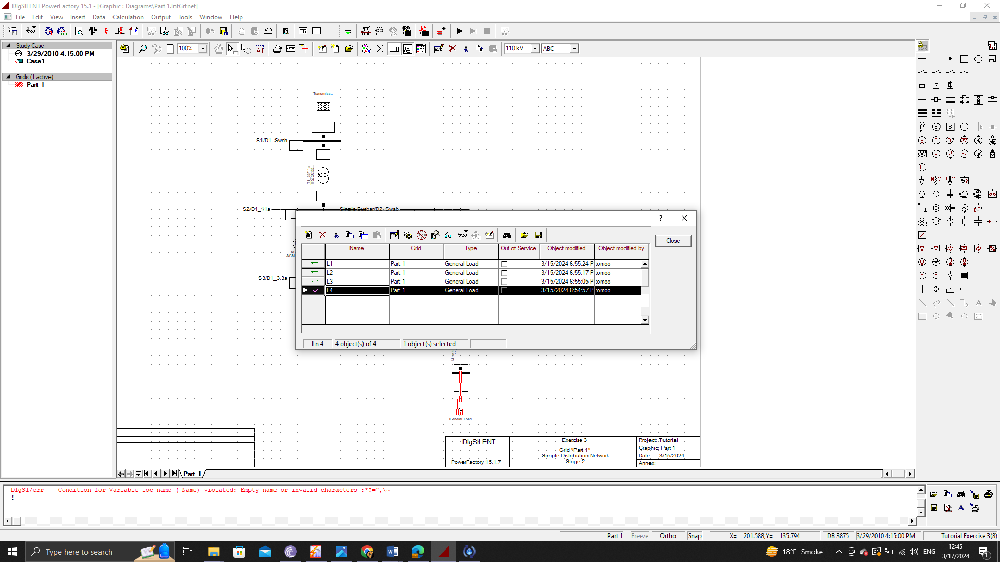 DIgSILENT PowerFactory 15.1 - [Graphic : Diagrams\Part 1.IntGrfnet]
File Edit View Insert Data Calculation Output Tools Window Help
100%
110 kV
ABC
Study Case
3/29/2010 4:15:00 PM
Case1
Grids (1 active)
Part 1
Transmiss..
S1/D1_Swab
T1_33/11a
TR2 20;33..
S2/D1_11a
Single Busbar/D2_Swab
AS
ASM
S3/D1_3.3a
? 
Close
Name Grid Type Out of Service Object modified Object modified by
L1 Part 1 General Load 3/15/2024 6:55:24 P tomoo
L2 Part 1 General Load 3/15/2024 6:55:17 P tomoo
L3 Part 1 General Load 3/15/2024 6:55:05 P tomoo
L4 Part 1 General Load 3/15/2024 6:54:57 P tomoo
Ln 4 4 object(s) of 4 1 object(s) selected
General Load
DIgSILENT
PowerFactory 15.1.7
Exercise 3
Grid "Part 1"
Simple Distribution Network
Stage 2
Project: Tutorial
Graphic: Part 1
Date: 3/15/2024
Annex:
Part 1
DIgSI/err - Condition for Variable loc_name ( Name) violated: Empty name or invalid characters :*?=",\~|
!
Part 1 Freeze Ortho Snap X= 201.588,Y= 135.794 DB 3875 3/29/2010 4:15:00 PM Tutorial Exercise 3(8)
Type here to search
18°F Smoke
ENG
12:45
3/17/2024
1